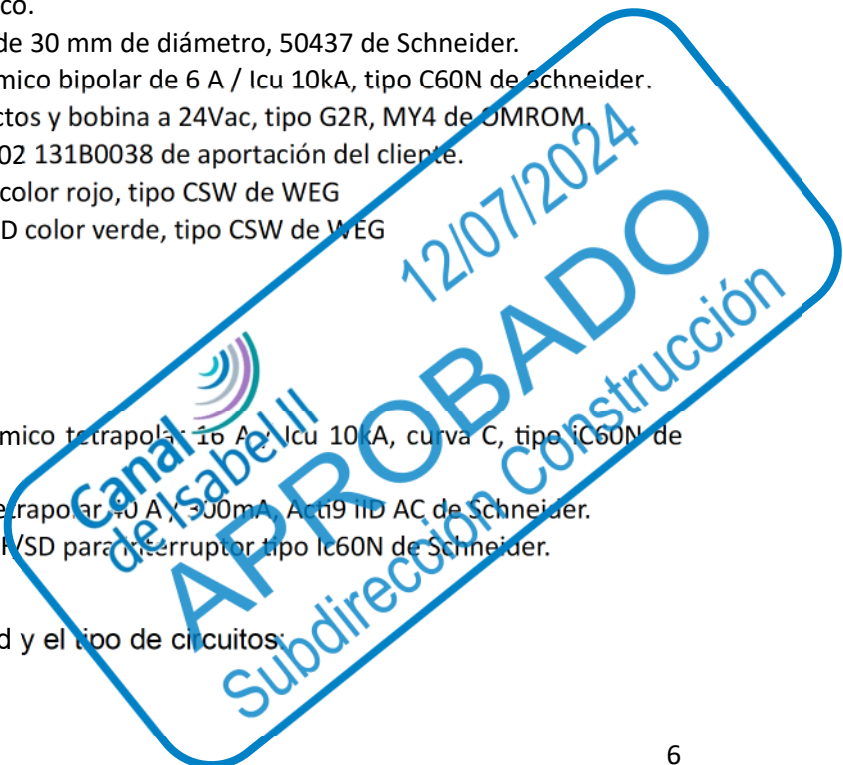 co.
de 30 mm de diámetro, 50437 de Schneider.
mico bipolar de 6 A / Icu 10kA, tipo C60N de Schneider.
ctos y bobina a 24Vac, tipo G2R, MY4 de OMROM.
02 131B0038 de aportación del cliente.
color rojo, tipo CSW de WEG
D color verde, tipo CSW de WEG
mico tetrapolar 16 A / Icu 10kA, curva C, tipo iC60N de
etrapolar 40 A / 300mA, Acti9 iID AC de Schneider.
F/SD para interruptor tipo Ic60N de Schneider.
d y el tipo de circuitos:
6
12/07/2024
Canal
de Isabel II
APROBADO
Subdirección Construcción